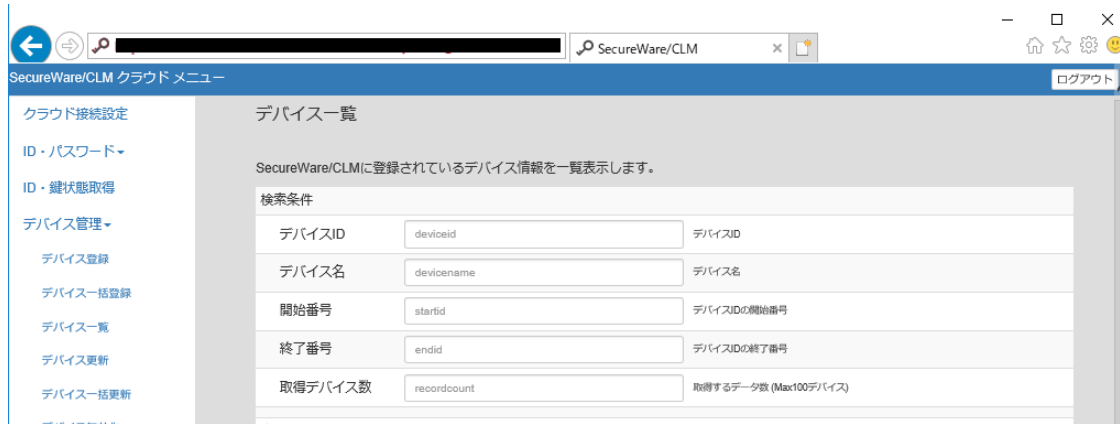 SecureWare/CLM
SecureWare/CLM クラウド メニュー
ログアウト
クラウド接続設定
ID・パスワード
ID・鍵状態取得
デバイス管理
デバイス登録
デバイス一括登録
デバイス一覧
デバイス更新
デバイス一括更新
デバイス一覧
SecureWare/CLMに登録されているデバイス情報を一覧表示します。
検索条件
デバイスID deviceid デバイスID
デバイス名 devicename デバイス名
開始番号 startid デバイスIDの開始番号
終了番号 endid デバイスIDの終了番号
取得デバイス数 recordcount 取得するデータ数 (Max100デバイス)